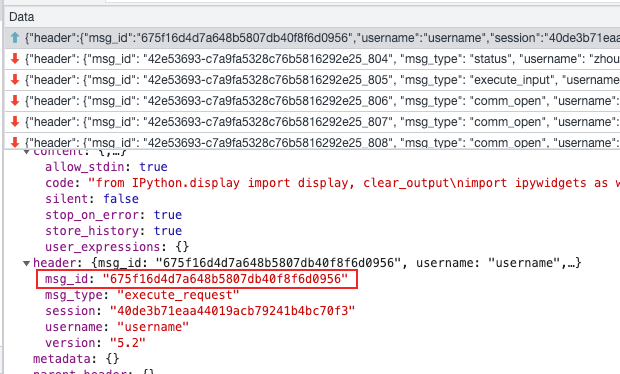 Data
{"header":{"msg_id":"675f16d4d7a648b5807db40f8f6d0956","username":"username","session":"40de3b71eaa
{"header": {"msg_id": "42e53693-c7a9fa5328c76b5816292e25_804", "msg_type": "status", "username": "zhou
{"header": {"msg_id": "42e53693-c7a9fa5328c76b5816292e25_805", "msg_type": "execute_input", "username":
{"header": {"msg_id": "42e53693-c7a9fa5328c76b5816292e25_806", "msg_type": "comm_open", "username":
{"header": {"msg_id": "42e53693-c7a9fa5328c76b5816292e25_807", "msg_type": "comm_open", "username":
{"header": {"msg_id": "42e53693-c7a9fa5328c76b5816292e25_808", "msg_type": "comm_open", "username":
content: {,…}
allow_stdin: true
code: "from IPython.display import display, clear_output\nimport ipywidgets as w
silent: false
stop_on_error: true
store_history: true
user_expressions: {}
header: {msg_id: "675f16d4d7a648b5807db40f8f6d0956", username: "username",…}
msg_id: "675f16d4d7a648b5807db40f8f6d0956"
msg_type: "execute_request"
session: "40de3b71eaa44019acb79241b4bc70f3"
username: "username"
version: "5.2"
metadata: {}
parent_header: {}